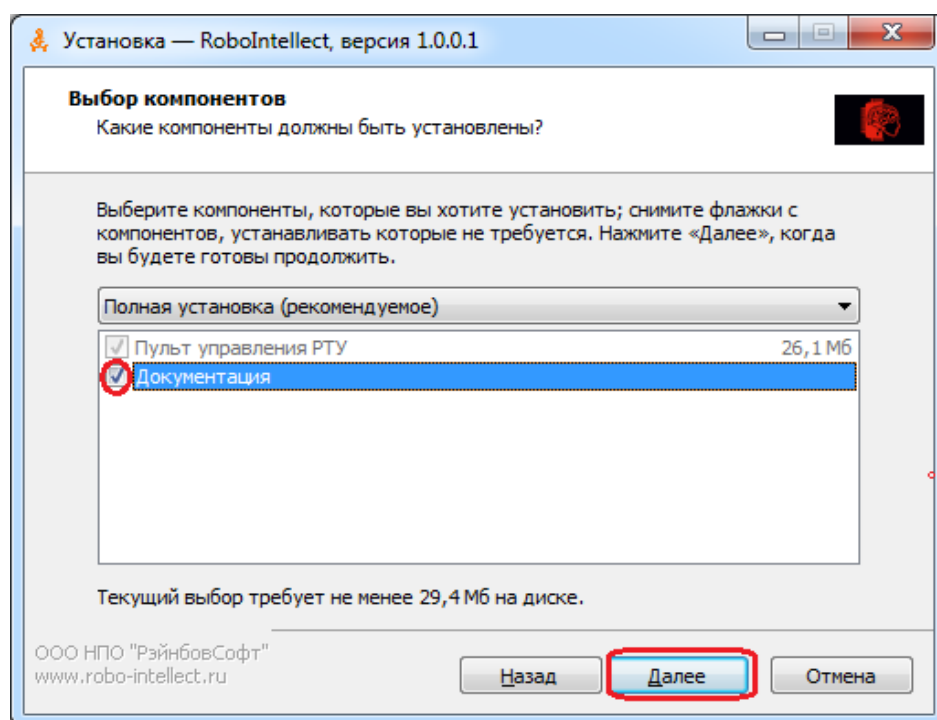 Установка — RoboIntellect, версия 1.0.0.1
Выбор компонентов
Какие компоненты должны быть установлены?
Выберите компоненты, которые вы хотите установить; снимите флажки с
компонентов, устанавливать которые не требуется. Нажмите «Далее», когда
вы будете готовы продолжить.
Полная установка (рекомендуемое)
Пульт управления РТУ 26,1 Мб
Документация
Текущий выбор требует не менее 29,4 Мб на диске.
ООО НПО "РэйнбовСофт"
www.robo-intellect.ru
Назад Далее Отмена